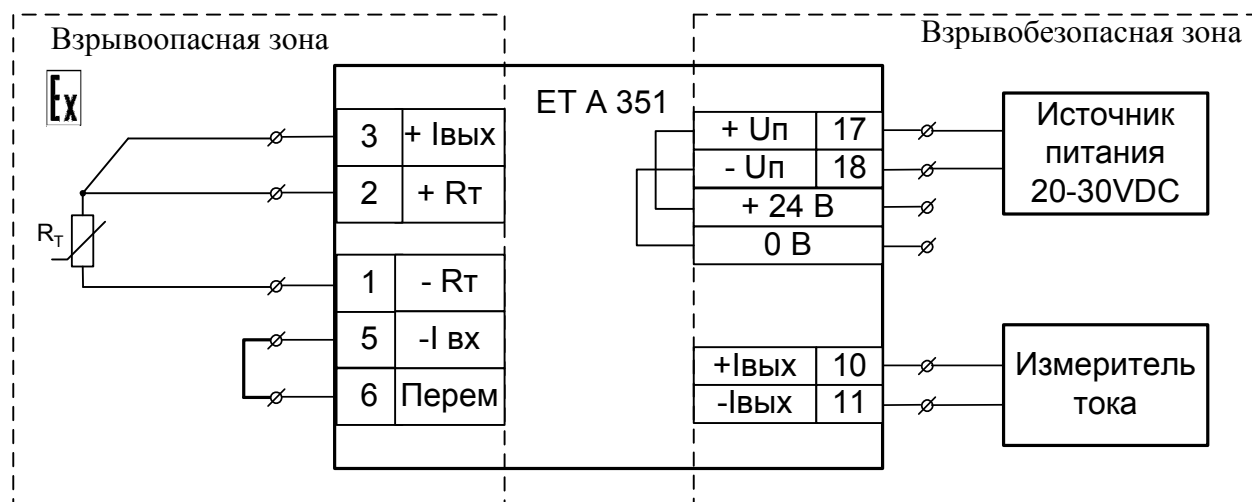 Взрывоопасная зона
Взрывобезопасная зона
Ex
ET A 351
3 + Iвых
2 + Rт
RT
1 - Rт
5 -I вх
6 Перем
+ Uп 17
- Uп 18
+ 24 В
0 В
Источник
питания
20-30VDC
+Iвых 10
-Iвых 11
Измеритель
тока